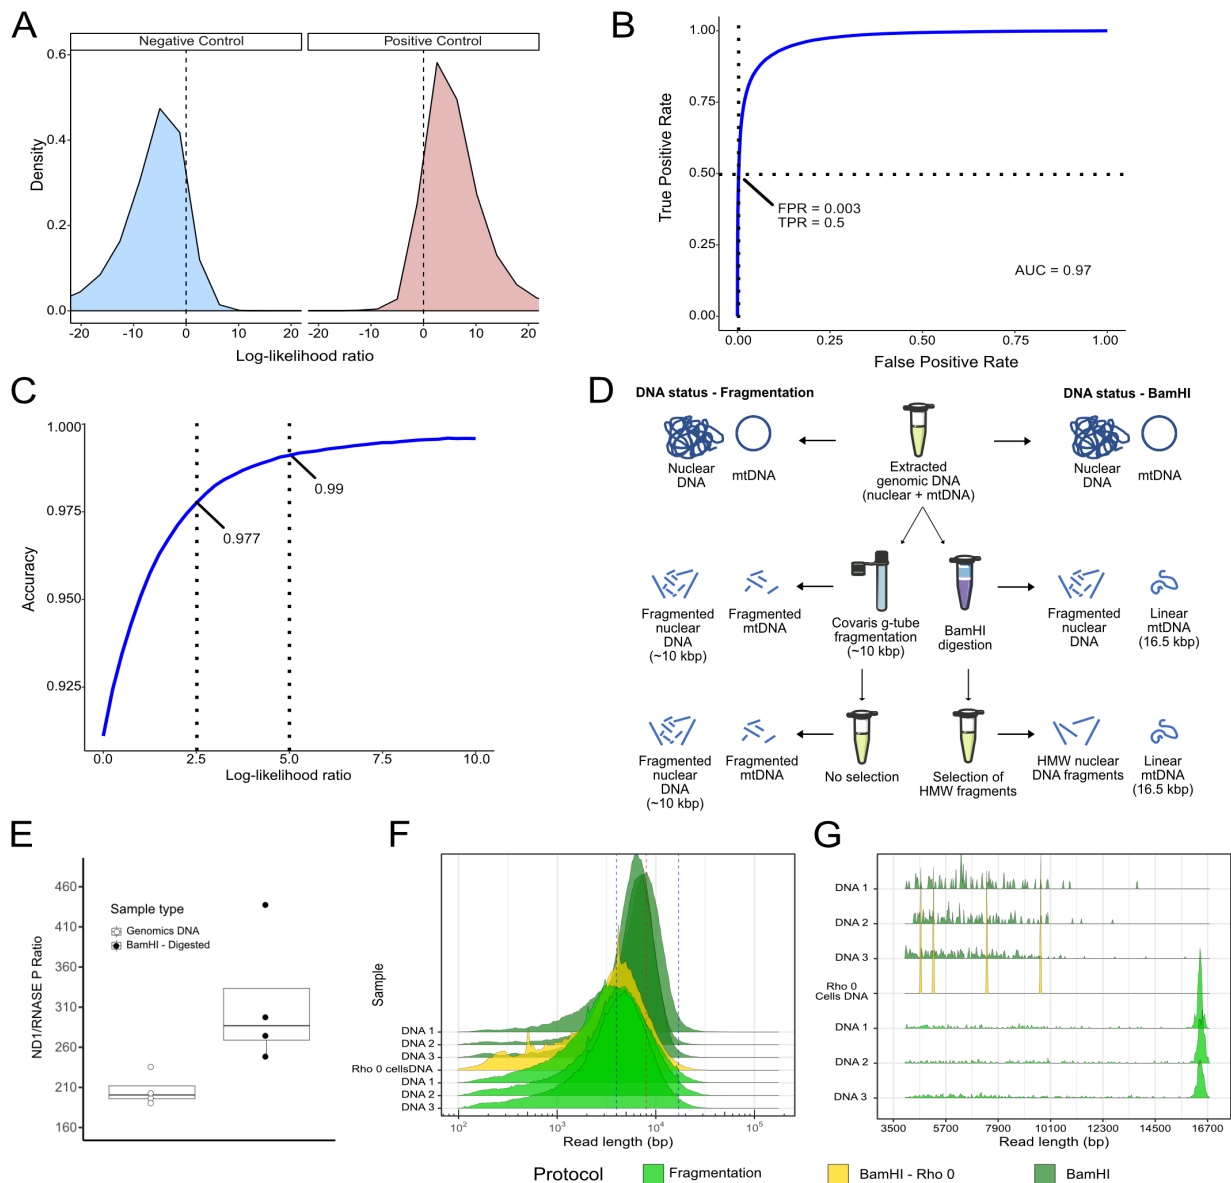 A
Negative Control
Positive Control
0.6
0.4
0.2
0.0
Density
-20
-10
0
10
20
-20
-10
0
10
20
Log-likelihood ratio
B
1.00
0.75
0.50
0.25
0.00
True Positive Rate
FPR = 0.003
TPR = 0.5
AUC = 0.97
0.00
0.25
0.50
0.75
1.00
False Positive Rate
C
1.000
0.975
0.950
0.925
Accuracy
0.977
0.99
0.0
2.5
5.0
7.5
10.0
Log-likelihood ratio
D
DNA status - Fragmentation
DNA status - BamHI
Nuclear
DNA
mtDNA
Extracted
genomic DNA
(nuclear + mtDNA)
Nuclear
DNA
mtDNA
Fragmented
nuclear
DNA
(~10 kbp)
Fragmented
mtDNA
Covaris g-tube
fragmentation
(~10 kbp)
BamHI
digestion
Fragmented
nuclear
DNA
Linear
mtDNA
(16.5 kbp)
Fragmented
nuclear
DNA
(~10 kbp)
Fragmented
mtDNA
No selection
Selection of
HMW fragments
HMW nuclear
DNA fragments
Linear
mtDNA
(16.5 kbp)
E
460
410
360
310
260
210
160
ND1/RNASE P Ratio
Sample type
Genomics DNA
BamHI - Digested
F
Sample
DNA 1
DNA 2
DNA 3
Rho 0 cellsDNA
DNA 1
DNA 2
DNA 3
10²
10³
10⁴
10⁵
Read length (bp)
G
DNA 1
DNA 2
DNA 3
Rho 0
Cells DNA
DNA 1
DNA 2
DNA 3
3500
5700
7900
10100
12300
14500
16700
Read length (bp)
Protocol
Fragmentation
BamHI - Rho 0
BamHI